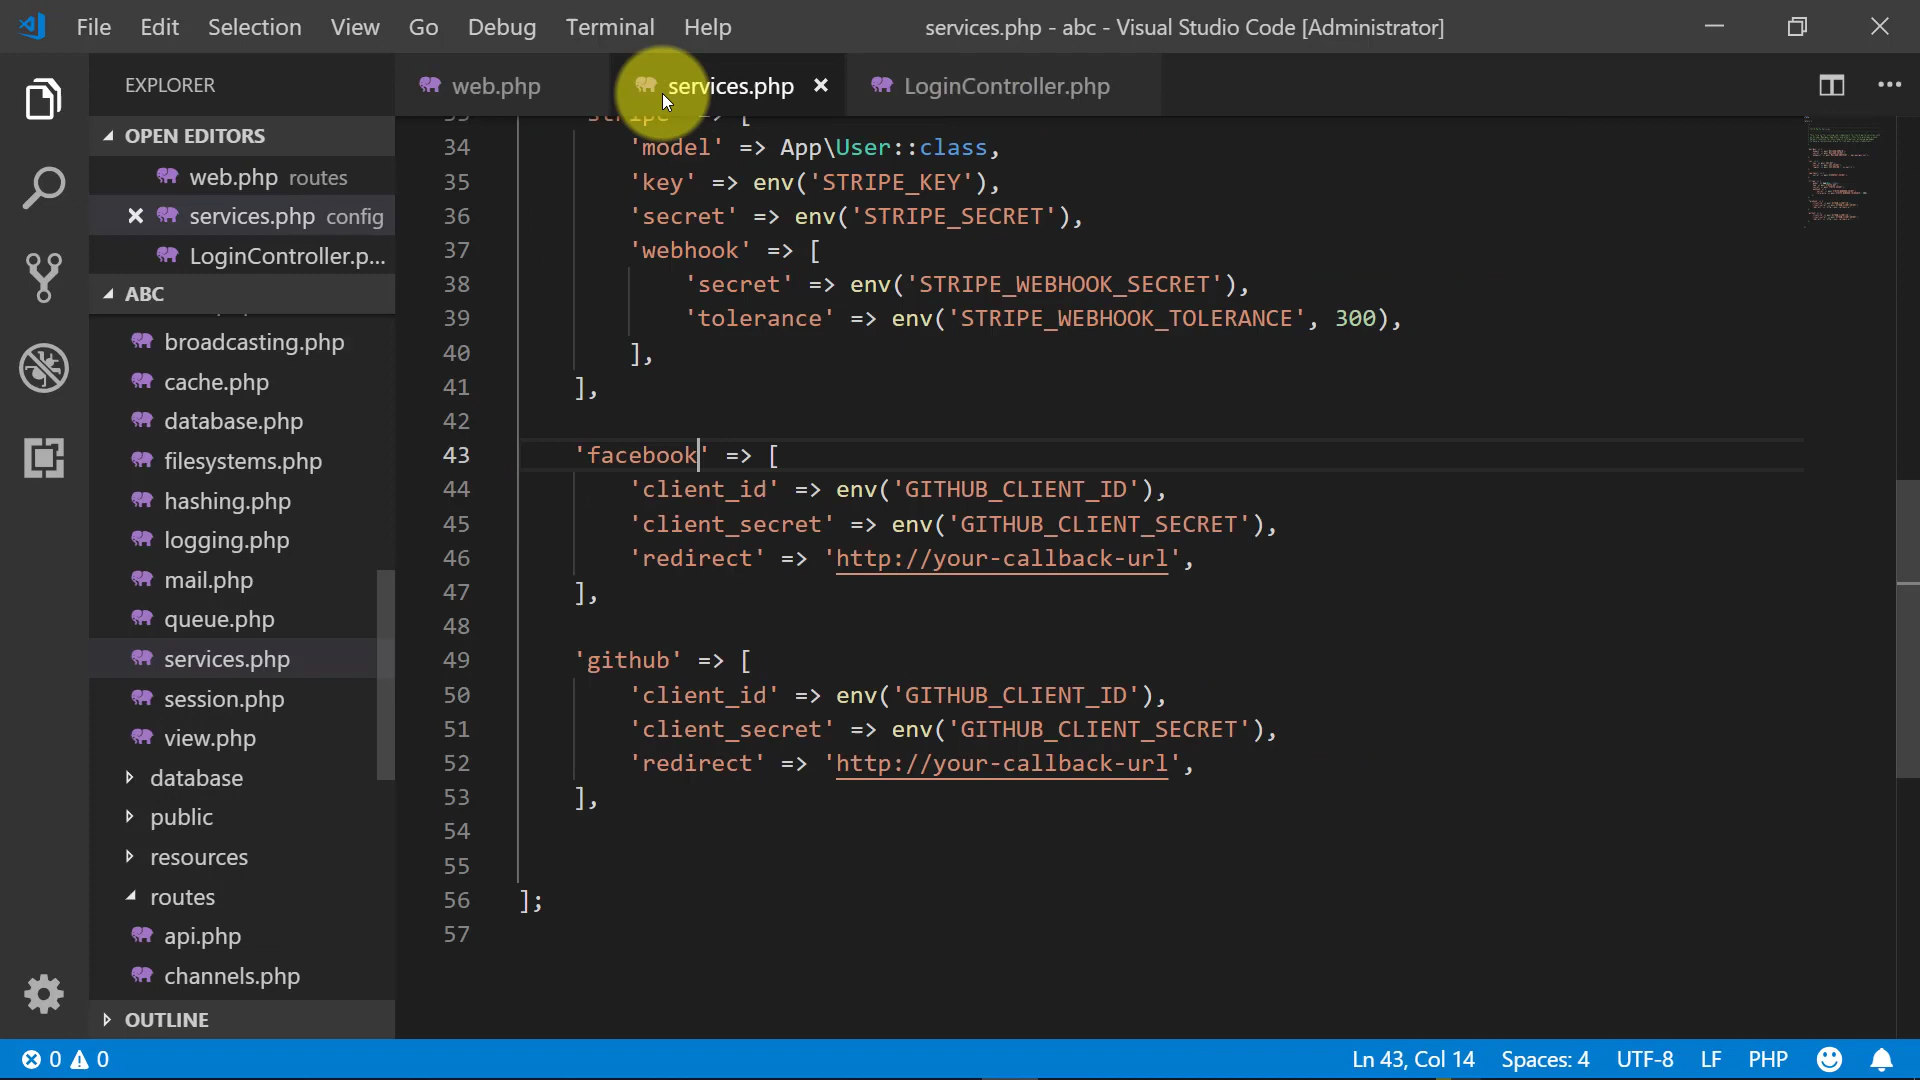 File Edit Selection View Go Debug Terminal Help
services.php - abc - Visual Studio Code [Administrator]
EXPLORER
web.php
services.php
LoginController.php
OPEN EDITORS
web.php routes
services.php config
LoginController.p...
ABC
broadcasting.php
cache.php
database.php
filesystems.php
hashing.php
logging.php
mail.php
queue.php
services.php
session.php
view.php
database
public
resources
routes
api.php
channels.php
OUTLINE
33 'stripe' => [
34 'model' => App\User::class,
35 'key' => env('STRIPE_KEY'),
36 'secret' => env('STRIPE_SECRET'),
37 'webhook' => [
38 'secret' => env('STRIPE_WEBHOOK_SECRET'),
39 'tolerance' => env('STRIPE_WEBHOOK_TOLERANCE', 300),
40 ],
41 ],
42
43 'facebook' => [
44 'client_id' => env('GITHUB_CLIENT_ID'),
45 'client_secret' => env('GITHUB_CLIENT_SECRET'),
46 'redirect' => 'http://your-callback-url',
47 ],
48
49 'github' => [
50 'client_id' => env('GITHUB_CLIENT_ID'),
51 'client_secret' => env('GITHUB_CLIENT_SECRET'),
52 'redirect' => 'http://your-callback-url',
53 ],
54
55
56 ];
57
0 0
Ln 43, Col 14 Spaces: 4 UTF-8 LF PHP